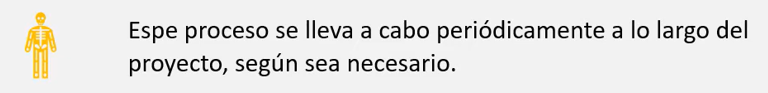 Espe proceso se lleva a cabo periódicamente a lo largo del
proyecto, según sea necesario.